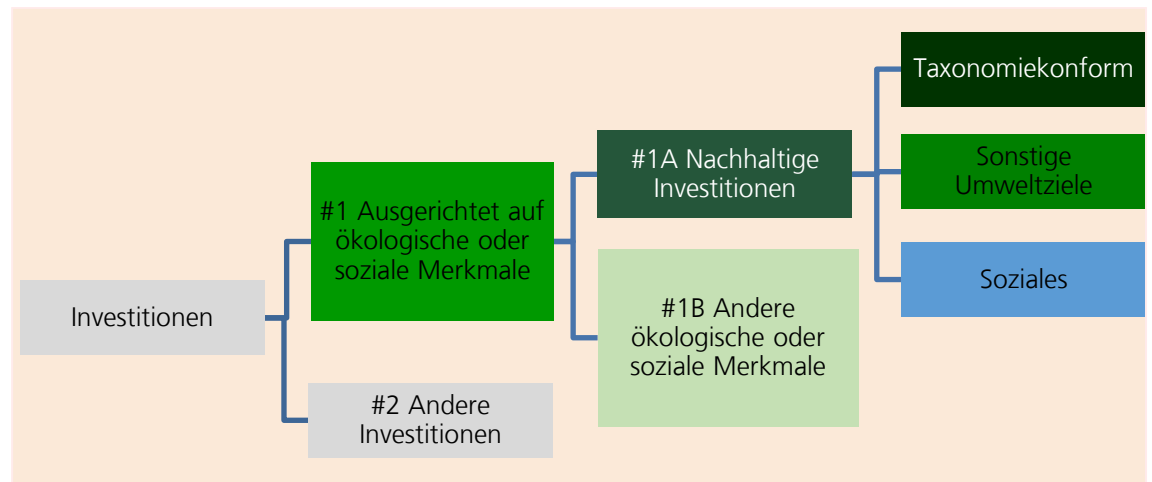 Investitionen
#1 Ausgerichtet auf
ökologische oder
soziale Merkmale
#2 Andere
Investitionen
#1A Nachhaltige
Investitionen
#1B Andere
ökologische oder
soziale Merkmale
Taxonomiekonform
Sonstige
Umweltziele
Soziales